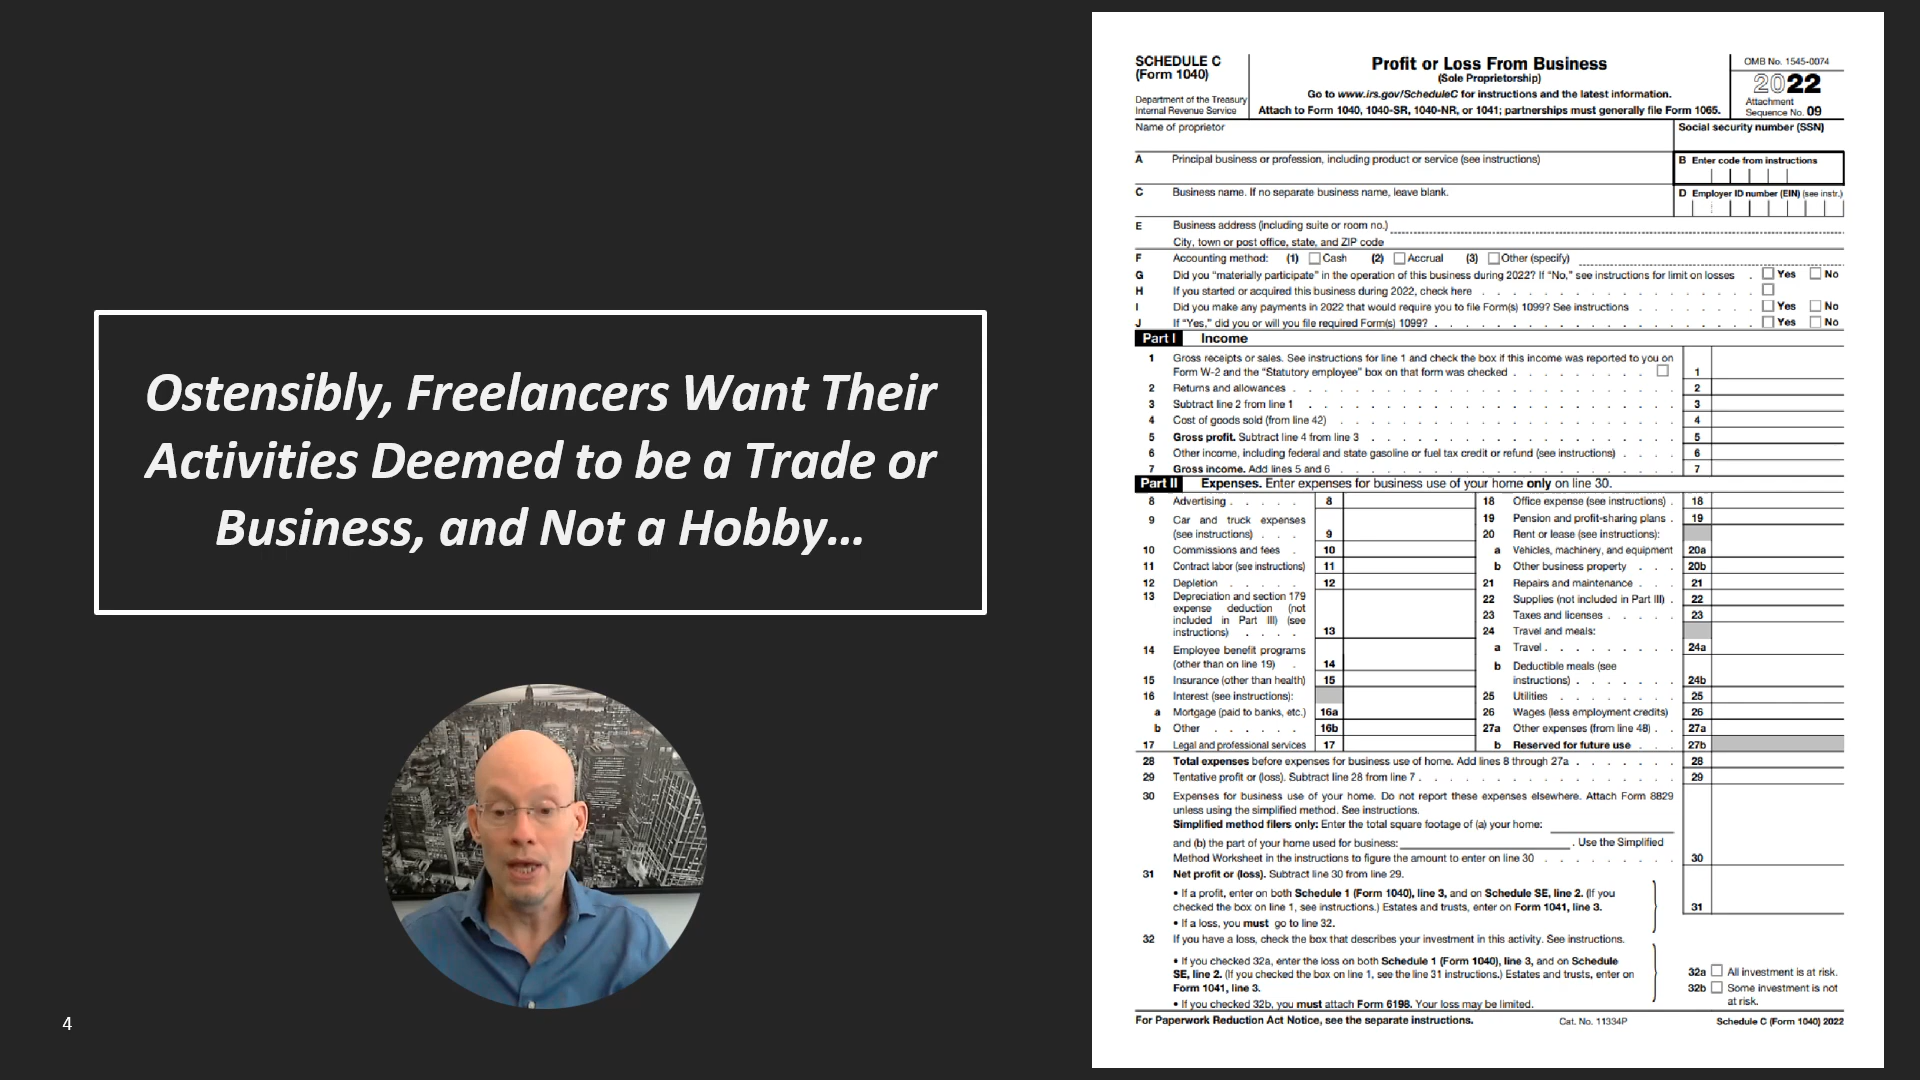 Ostensibly, Freelancers Want Their
Activities Deemed to be a Trade or
Business, and Not a Hobby...
4
SCHEDULE C
(Form 1040)
Department of the Treasury
Internal Revenue Service
Profit or Loss From Business
(Sole Proprietorship)
Go to www.irs.gov/ScheduleC for instructions and the latest information.
Attach to Form 1040, 1040-SR, 1040-NR, or 1041; partnerships must generally file Form 1065.
OMB No. 1545-0074
2022
Attachment
Sequence No. 09
Name of proprietor
Social security number (SSN)
A Principal business or profession, including product or service (see instructions)
B Enter code from instructions
C Business name. If no separate business name, leave blank.
D Employer ID number (EIN) (see instr.)
E Business address (including suite or room no.)
City, town or post office, state, and ZIP code
F Accounting method: (1) Cash (2) Accrual (3) Other (specify)
G Did you “materially participate” in the operation of this business during 2022? If “No,” see instructions for limit on losses . Yes No
H If you started or acquired this business during 2022, check here
I Did you make any payments in 2022 that would require you to file Form(s) 1099? See instructions Yes No
J If “Yes,” did you or will you file required Form(s) 1099? Yes No
Part I Income
1 Gross receipts or sales. See instructions for line 1 and check the box if this income was reported to you on
Form W-2 and the “Statutory employee” box on that form was checked 1
2 Returns and allowances 2
3 Subtract line 2 from line 1 3
4 Cost of goods sold (from line 42) 4
5 Gross profit. Subtract line 4 from line 3 5
6 Other income, including federal and state gasoline or fuel tax credit or refund (see instructions) 6
7 Gross income. Add lines 5 and 6 7
Part II Expenses. Enter expenses for business use of your home only on line 30.
8 Advertising 8
9 Car and truck expenses
(see instructions) 9
10 Commissions and fees 10
11 Contract labor (see instructions) 11
12 Depletion 12
13 Depreciation and section 179
expense deduction (not
included in Part III) (see
instructions) 13
14 Employee benefit programs
(other than on line 19) 14
15 Insurance (other than health) 15
16 Interest (see instructions):
a Mortgage (paid to banks, etc.) 16a
b Other 16b
17 Legal and professional services 17
18 Office expense (see instructions) 18
19 Pension and profit-sharing plans 19
20 Rent or lease (see instructions):
a Vehicles, machinery, and equipment 20a
b Other business property 20b
21 Repairs and maintenance 21
22 Supplies (not included in Part III) 22
23 Taxes and licenses 23
24 Travel and meals:
a Travel 24a
b Deductible meals (see
instructions) 24b
25 Utilities 25
26 Wages (less employment credits) 26
27a Other expenses (from line 48) 27a
b Reserved for future use 27b
28 Total expenses before expenses for business use of home. Add lines 8 through 27a 28
29 Tentative profit or (loss). Subtract line 28 from line 7 29
30 Expenses for business use of your home. Do not report these expenses elsewhere. Attach Form 8829
unless using the simplified method. See instructions.
Simplified method filers only: Enter the total square footage of (a) your home:
and (b) the part of your home used for business: . Use the Simplified
Method Worksheet in the instructions to figure the amount to enter on line 30 30
31 Net profit or (loss). Subtract line 30 from line 29.
• If a profit, enter on both Schedule 1 (Form 1040), line 3, and on Schedule SE, line 2. (If you
checked the box on line 1, see instructions.) Estates and trusts, enter on Form 1041, line 3. 31
• If a loss, you must go to line 32.
32 If you have a loss, check the box that describes your investment in this activity. See instructions.
• If you checked 32a, enter the loss on both Schedule 1 (Form 1040), line 3, and on Schedule
SE, line 2. (If you checked the box on line 1, see the line 31 instructions.) Estates and trusts, enter on
Form 1041, line 3.
• If you checked 32b, you must attach Form 6198. Your loss may be limited.
32a All investment is at risk.
32b Some investment is not
at risk.
For Paperwork Reduction Act Notice, see the separate instructions. Cat. No. 11334P Schedule C (Form 1040) 2022